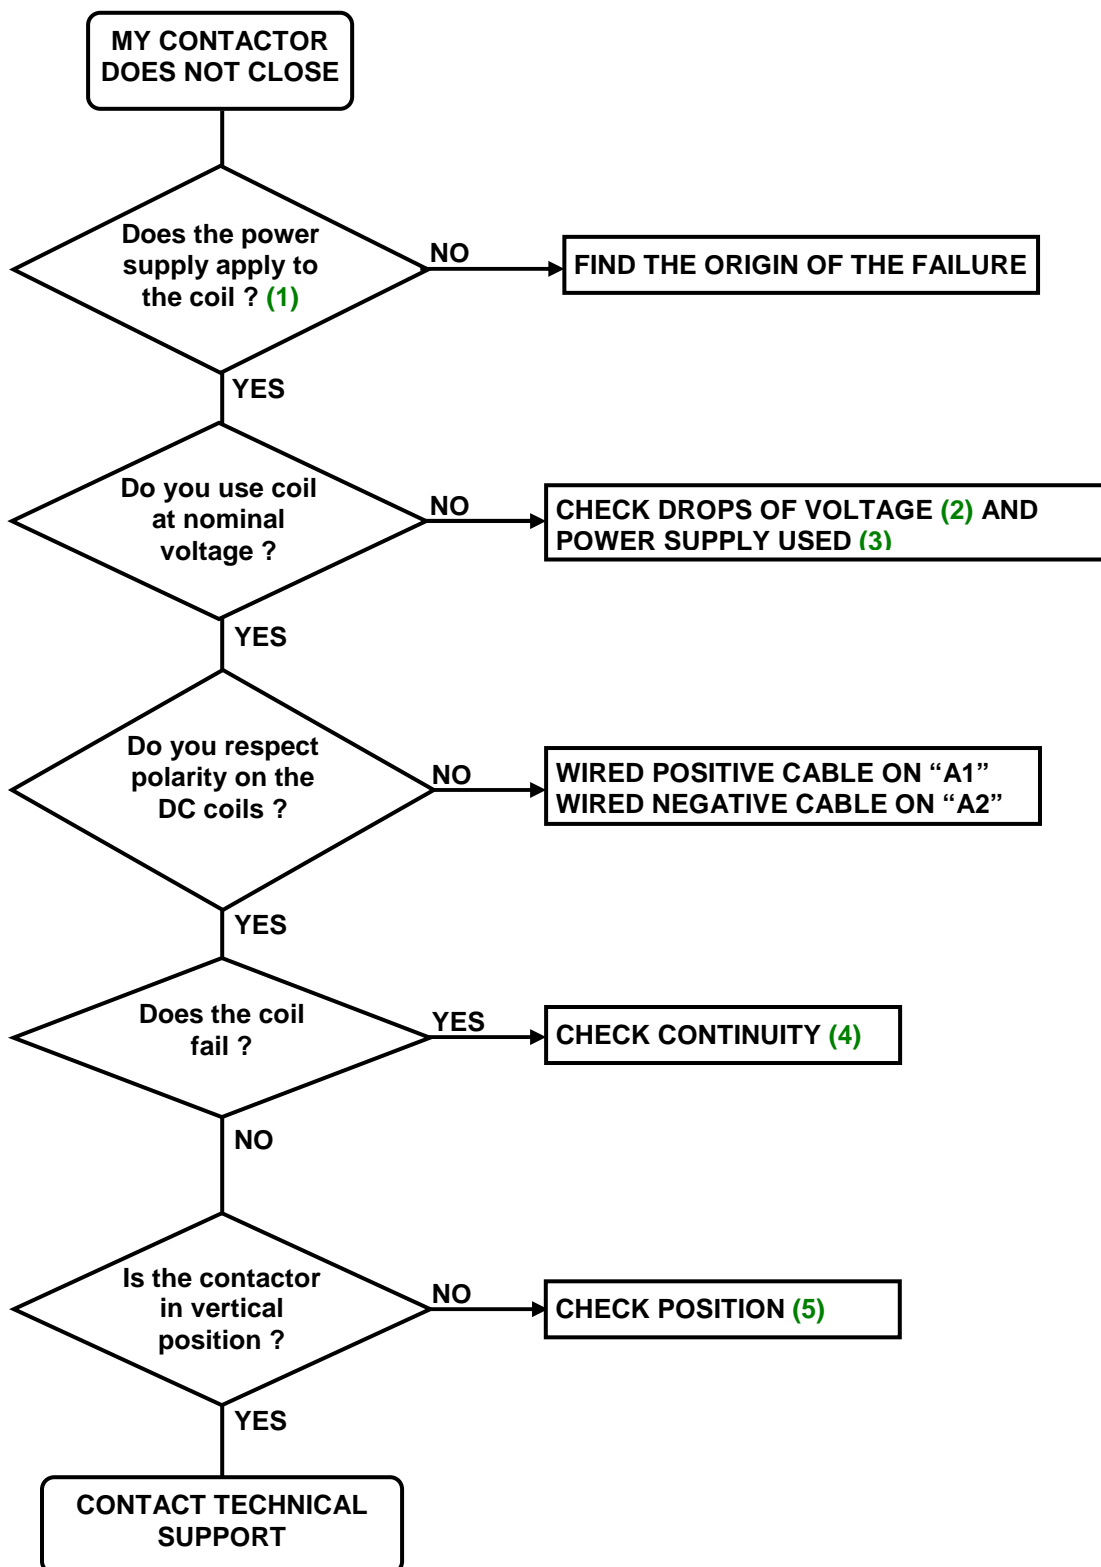 MY CONTACTOR
DOES NOT CLOSE
Does the power
supply apply to
the coil ? (1)
NO
FIND THE ORIGIN OF THE FAILURE
YES
Do you use coil
at nominal
voltage ?
NO
CHECK DROPS OF VOLTAGE (2) AND
POWER SUPPLY USED (3)
YES
Do you respect
polarity on the
DC coils ?
NO
WIRED POSITIVE CABLE ON “A1”
WIRED NEGATIVE CABLE ON “A2”
YES
Does the coil
fail ?
YES
CHECK CONTINUITY (4)
NO
Is the contactor
in vertical
position ?
NO
CHECK POSITION (5)
YES
CONTACT TECHNICAL
SUPPORT